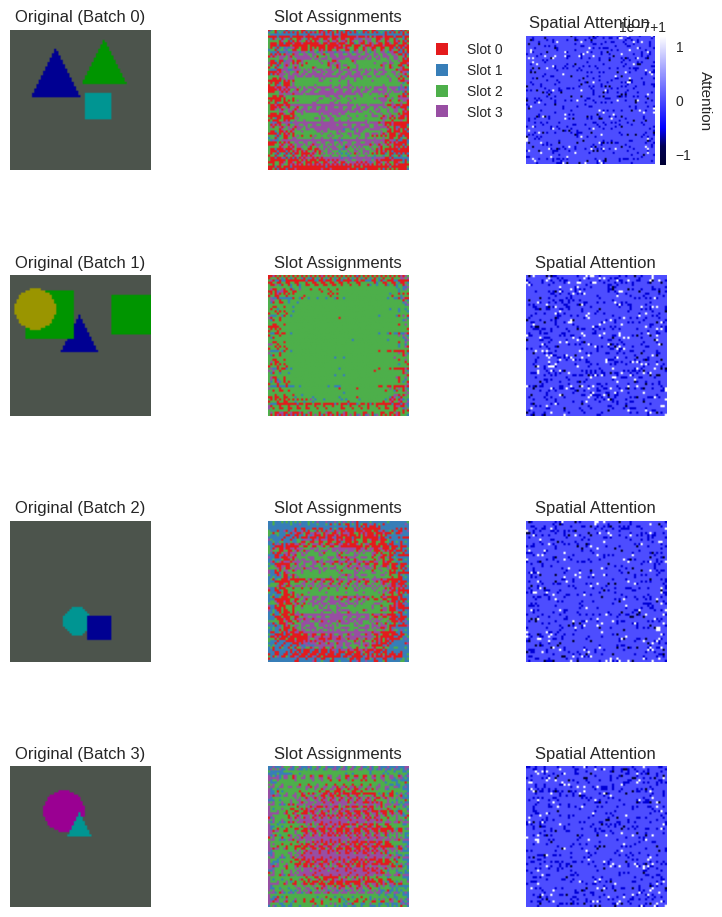 Original (Batch 0)
Slot Assignments
Slot 0
Slot 1
Slot 2
Slot 3
Spatial Attention
1e−7+1
1
0
−1
Attention
Original (Batch 1)
Slot Assignments
Spatial Attention
Original (Batch 2)
Slot Assignments
Spatial Attention
Original (Batch 3)
Slot Assignments
Spatial Attention